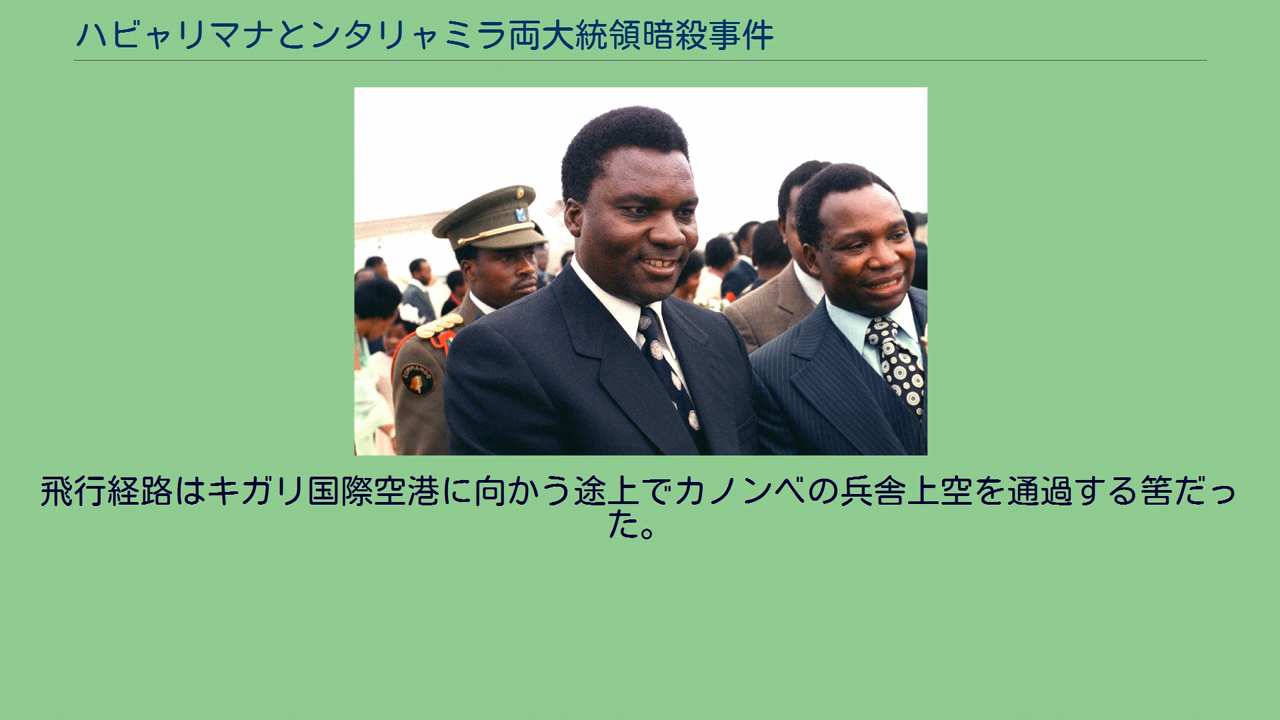 ハビャリマナとンタリャミラ両大統領暗殺事件
COMMANDO
飛行経路はキガリ国際空港に向かう途上でカノンベの兵舎上空を通過する筈だっ
た。